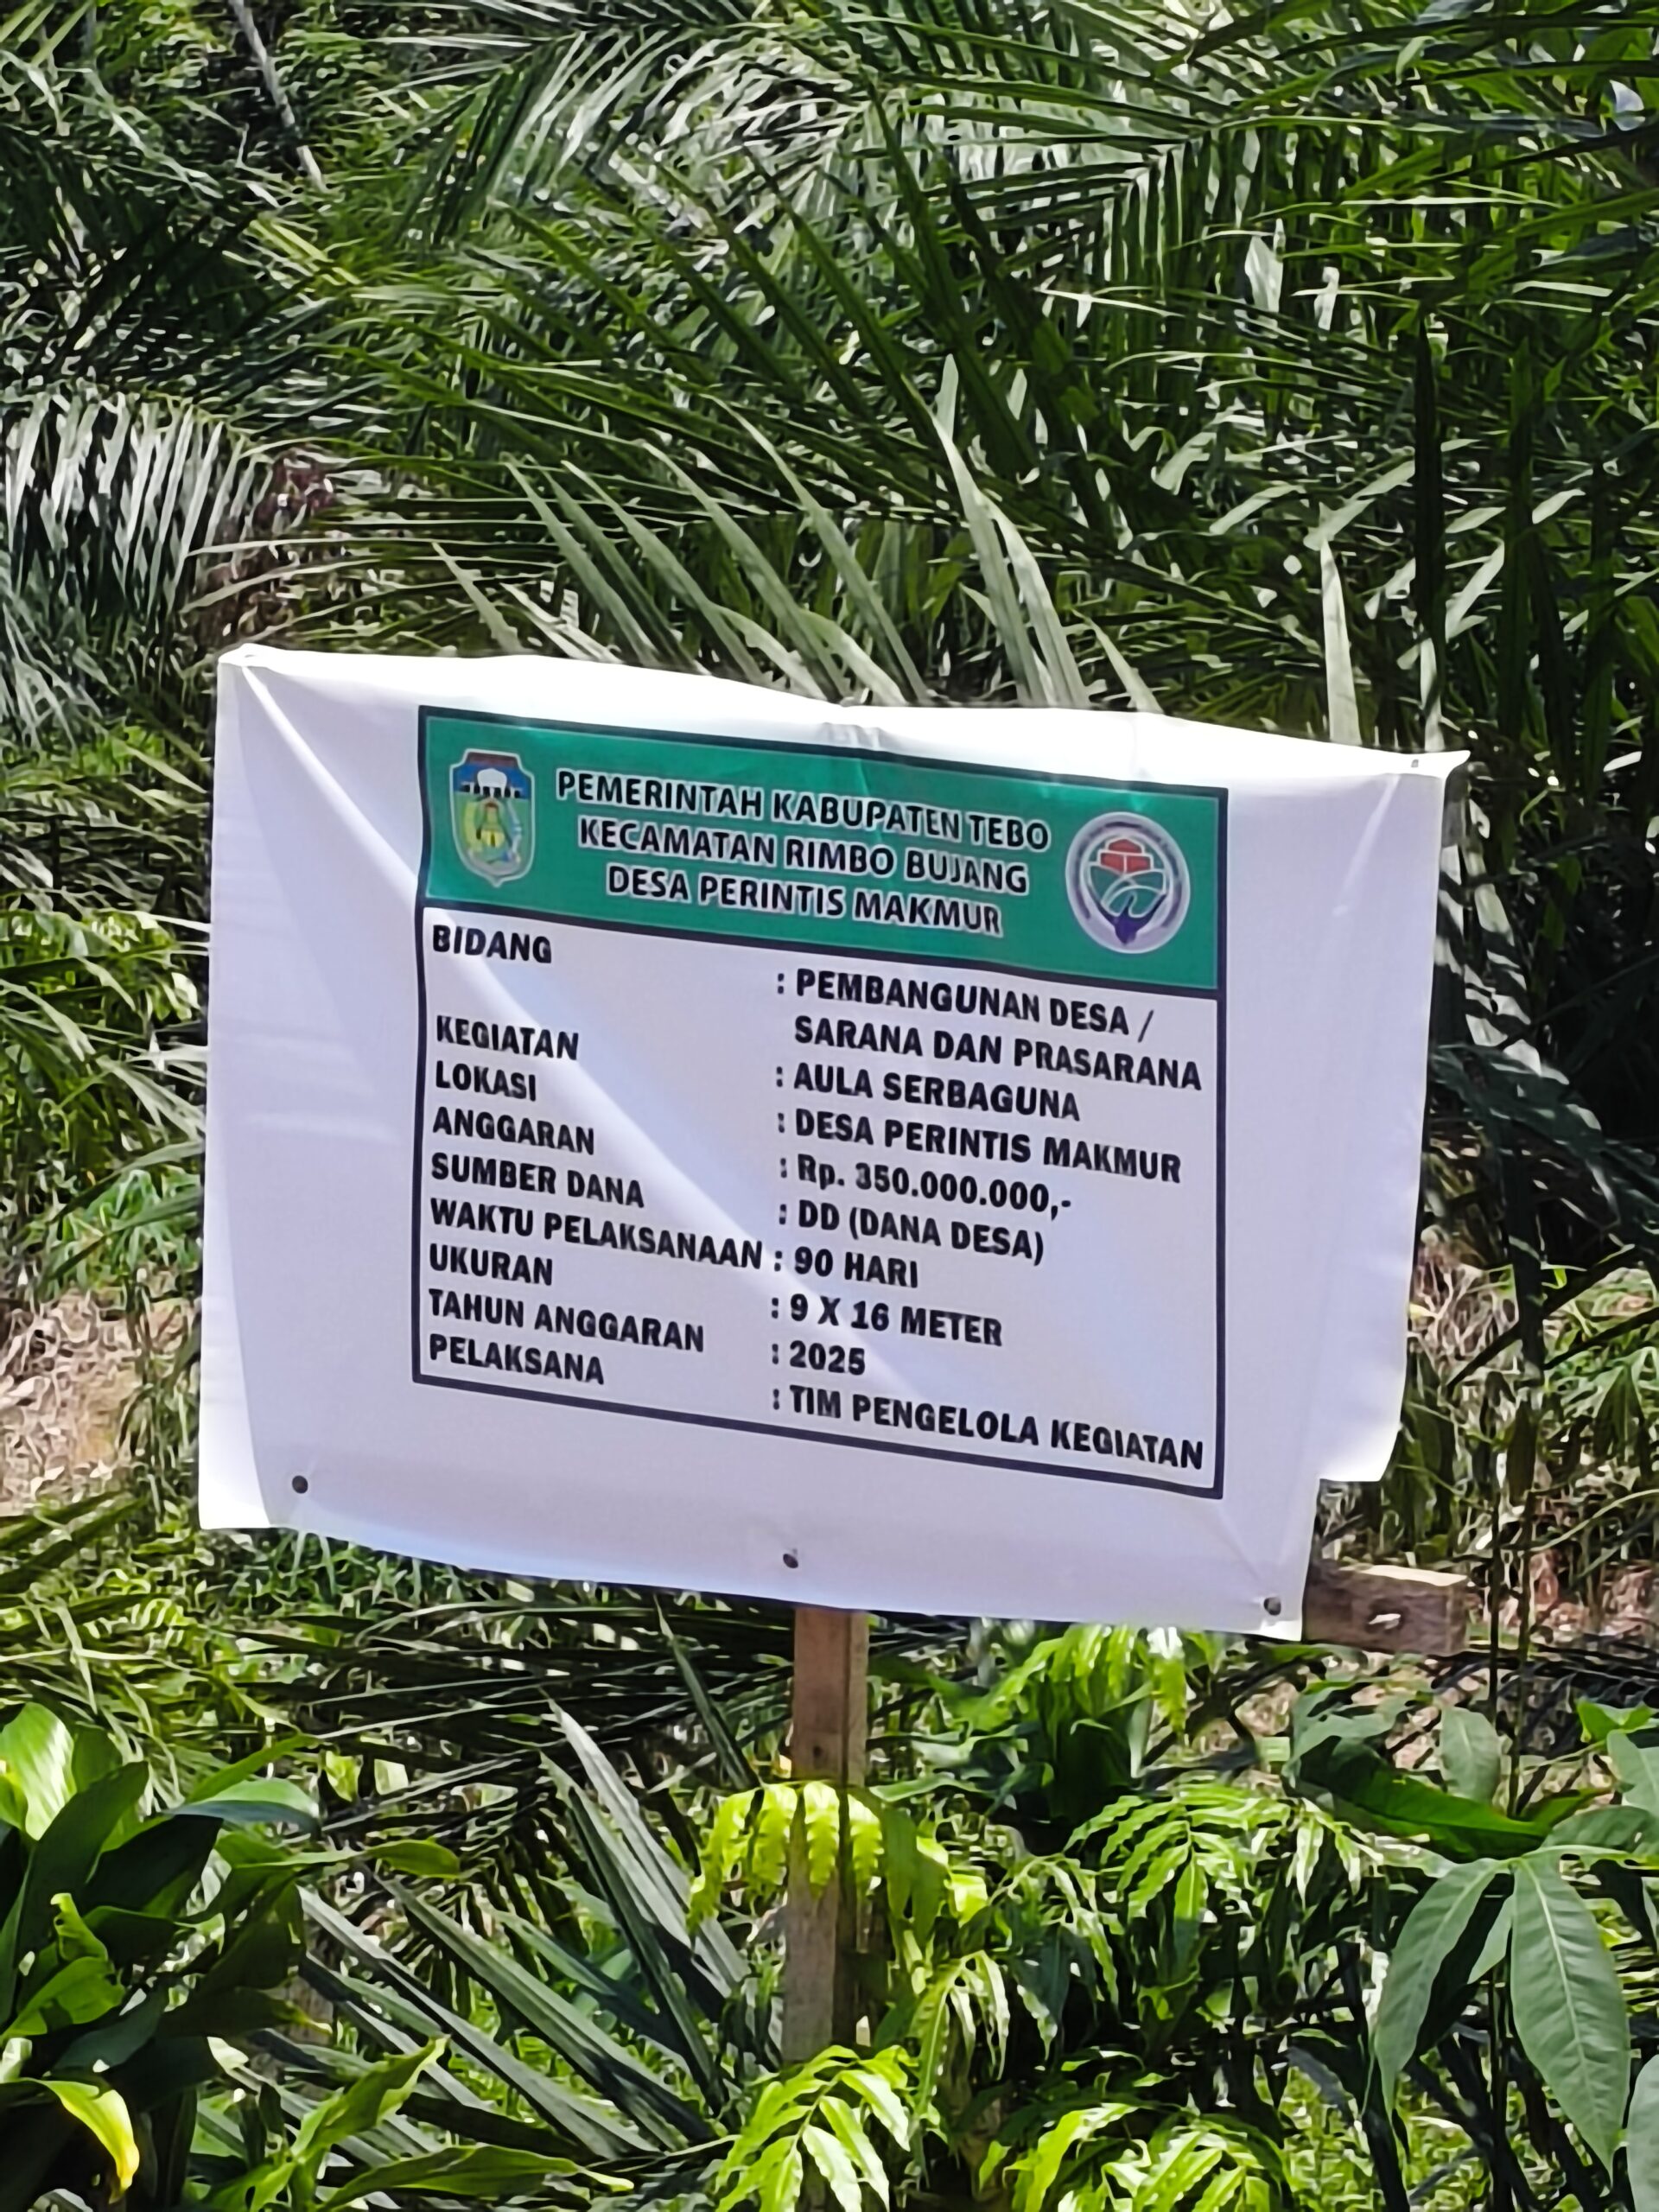 PEMERINTAH KABUPATEN TEBO
KECAMATAN RIMBO BUJANG
DESA PERINTIS MAKMUR
BIDANG : PEMBANGUNAN DESA /
SARANA DAN PRASARANA
KEGIATAN : AULA SERBAGUNA
LOKASI : DESA PERINTIS MAKMUR
ANGGARAN : Rp. 350.000.000,-
SUMBER DANA : DD (DANA DESA)
WAKTU PELAKSANAAN : 90 HARI
UKURAN : 9 X 16 METER
TAHUN ANGGARAN : 2025
PELAKSANA : TIM PENGELOLA KEGIATAN